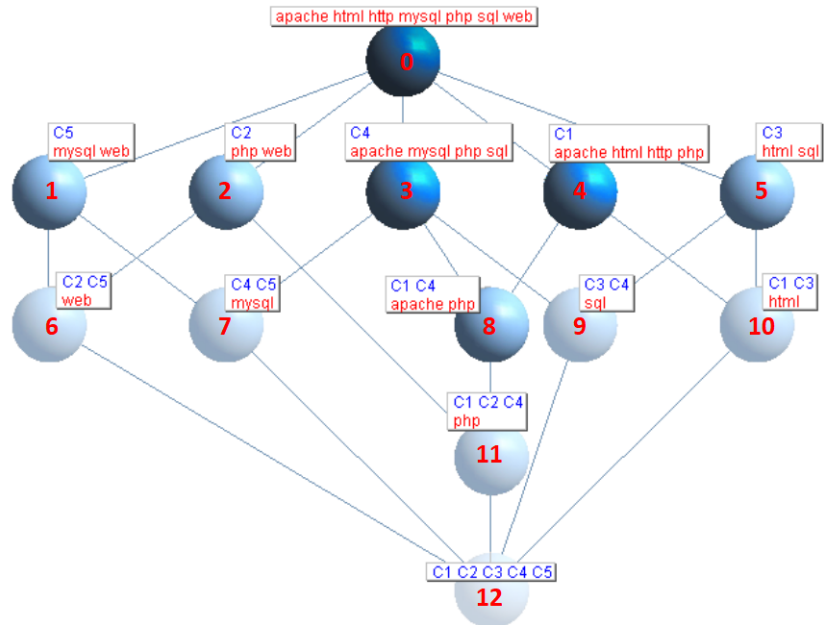 apache html http mysql php sql web
0
C5
mysql web
C2
php web
C4
apache mysql php sql
C1
apache html http php
C3
html sql
1
2
3
4
5
C2 C5
web
C4 C5
mysql
C1 C4
apache php
C3 C4
sql
C1 C3
html
6
7
8
9
10
C1 C2 C4
php
11
C1 C2 C3 C4 C5
12